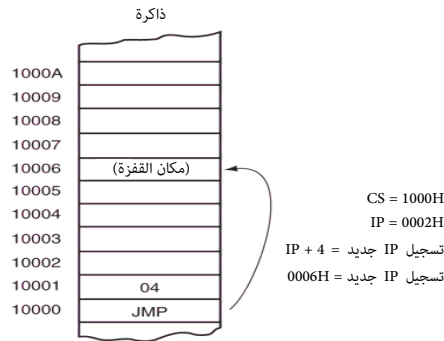 ذاكرة
1000A
10009
10008
10007
10006 (مكان القفزة)
10005
10004
10003
10002
10001 04
10000 JMP
CS = 1000H
IP = 0002H
تسجيل IP جديد = IP + 4
تسجيل IP جديد = 0006H